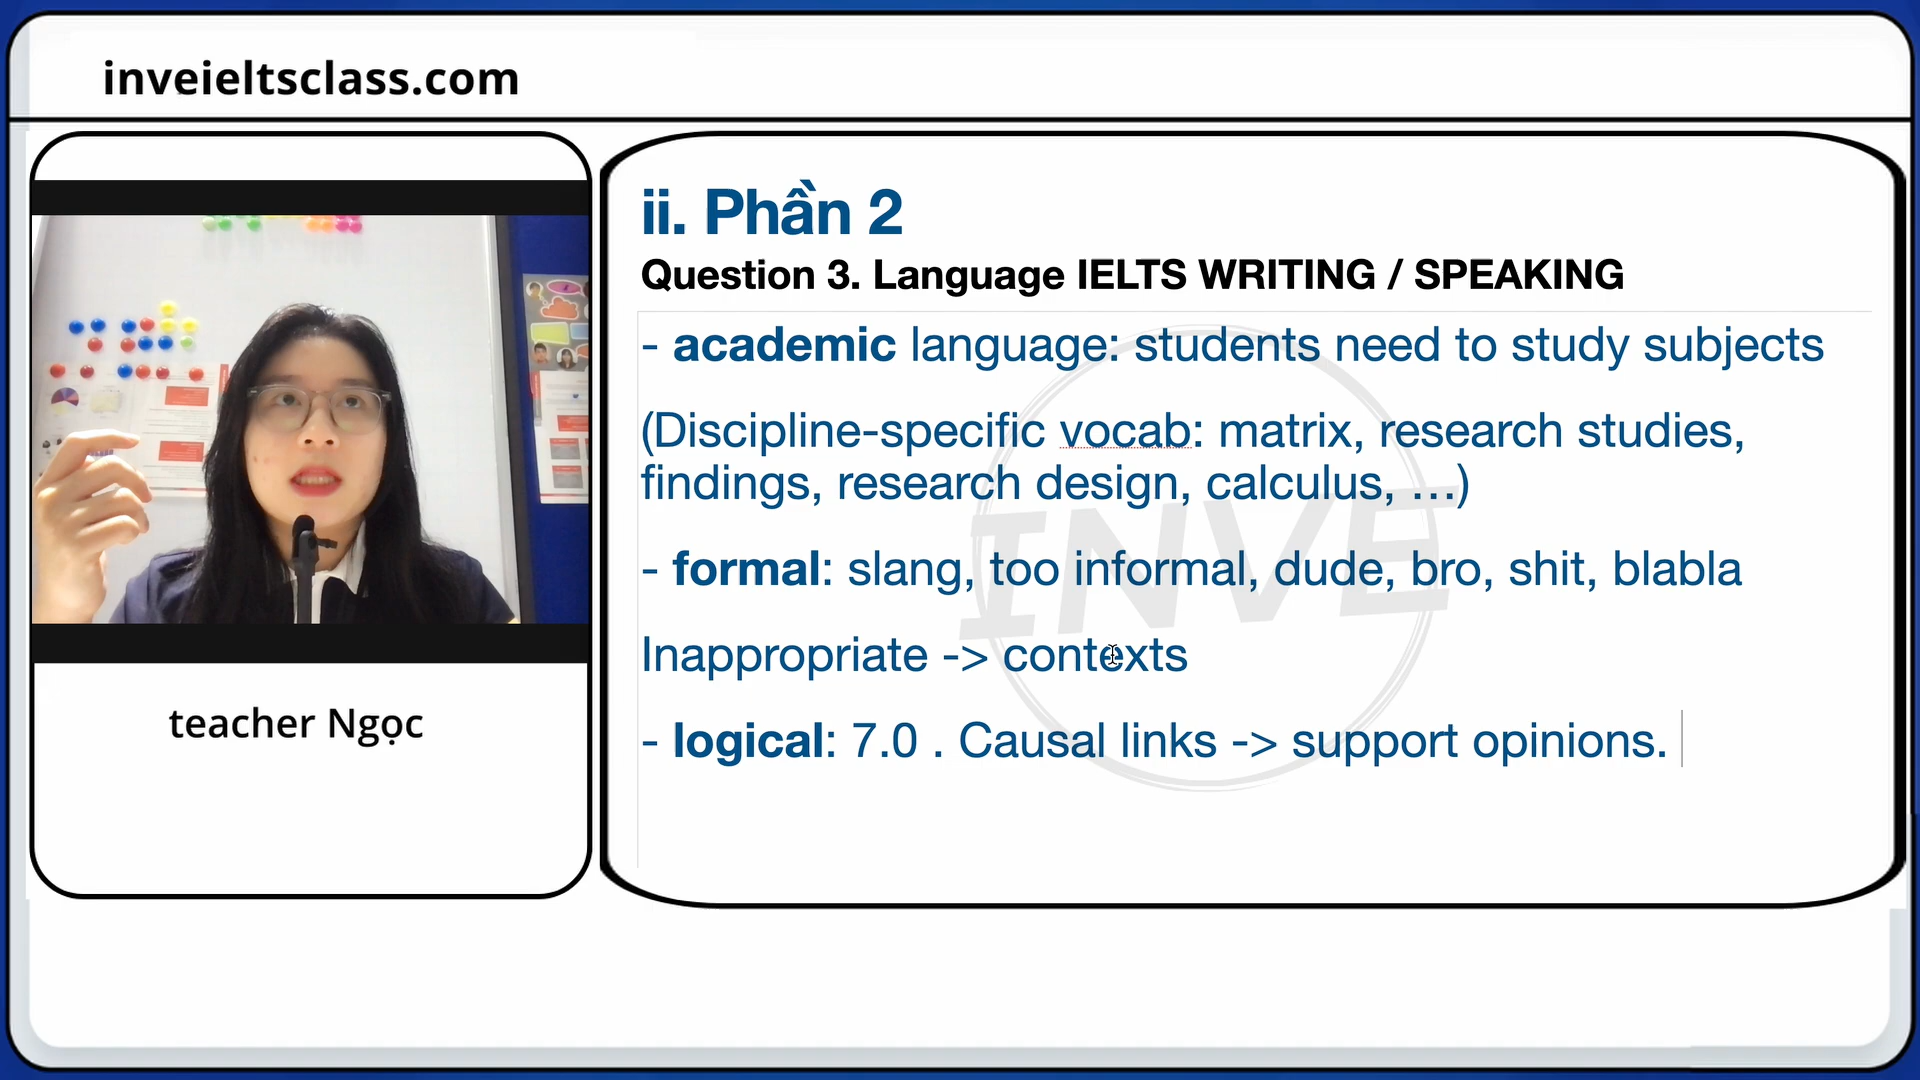 inveieltsclass.com
ii. Phần 2
Question 3. Language IELTS WRITING / SPEAKING
- academic language: students need to study subjects
(Discipline-specific vocab: matrix, research studies,
findings, research design, calculus, …)
- formal: slang, too informal, dude, bro, shit, blabla
Inappropriate -> contexts
- logical: 7.0 . Causal links -> support opinions.
INVE
teacher Ngọc